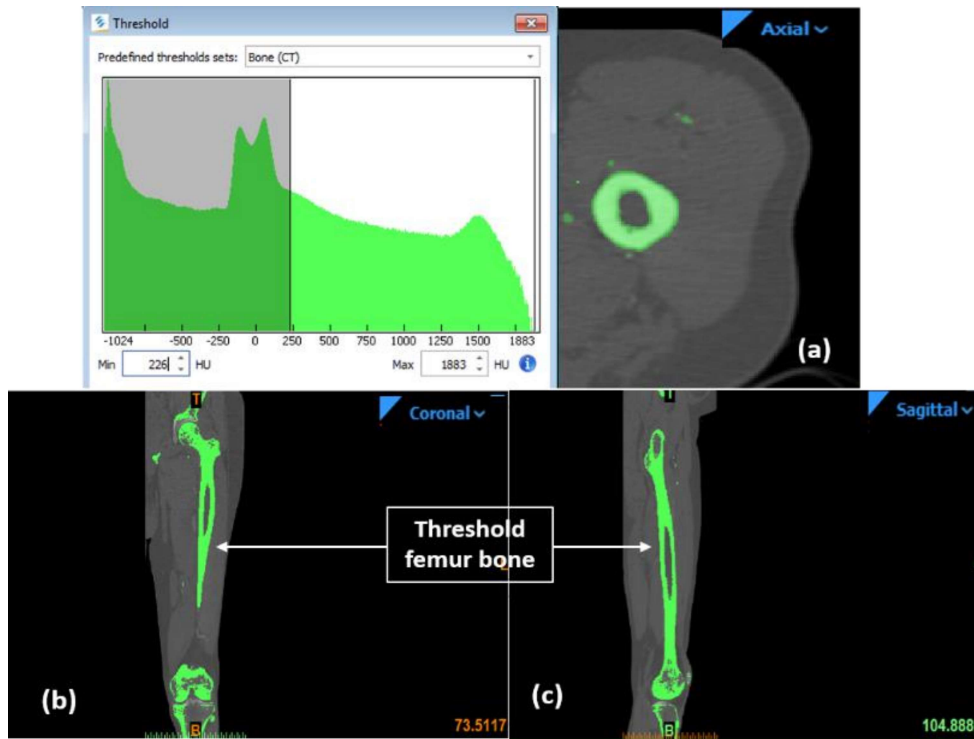 Threshold
Predefined thresholds sets: Bone (CT)
-1024 -500 -250 0 250 500 750 1000 1250 1500 1883
Min 226 HU Max 1883 HU i
Axial
(a)
T
Coronal
Sagittal
Threshold
femur bone
(b)
B
73.5117
(c)
B
104.888